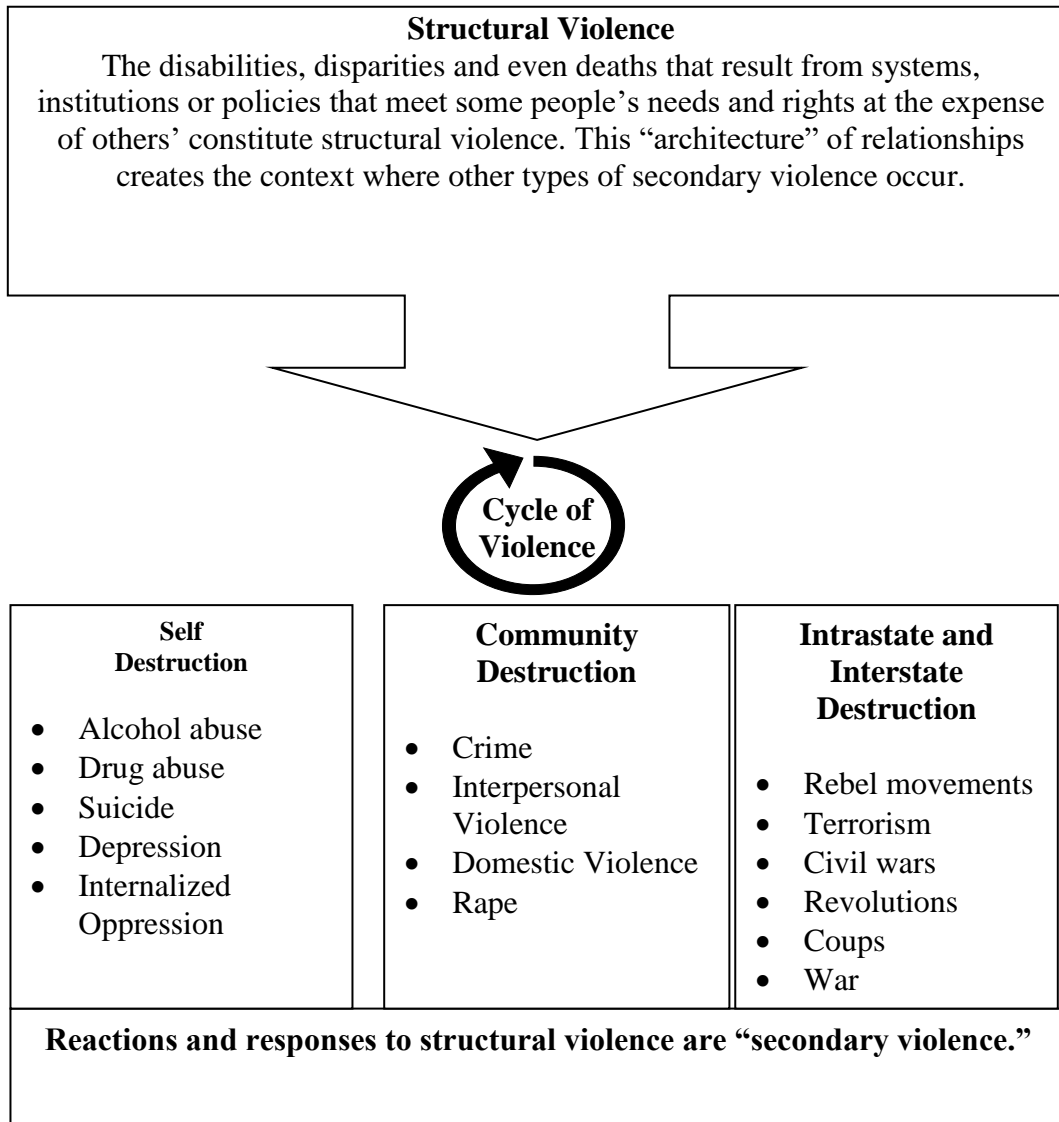 Structural Violence
The disabilities, disparities and even deaths that result from systems,
institutions or policies that meet some people’s needs and rights at the expense
of others’ constitute structural violence. This “architecture” of relationships
creates the context where other types of secondary violence occur.
Cycle of
Violence
Self
Destruction
• Alcohol abuse
• Drug abuse
• Suicide
• Depression
• Internalized
Oppression
Community
Destruction
• Crime
• Interpersonal
Violence
• Domestic Violence
• Rape
Intrastate and
Interstate
Destruction
• Rebel movements
• Terrorism
• Civil wars
• Revolutions
• Coups
• War
Reactions and responses to structural violence are “secondary violence.”